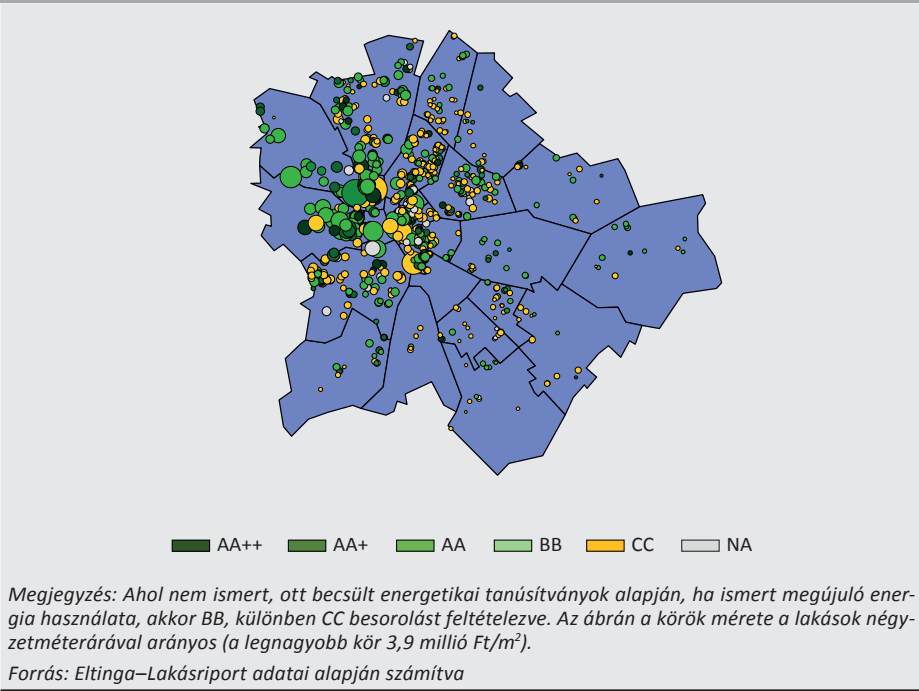 AA++ AA+ AA BB CC NA
Megjegyzés: Ahol nem ismert, ott becsült energetikai tanúsítványok alapján, ha ismert megújuló ener-
gia használata, akkor BB, különben CC besorolást feltételezve. Az ábrán a körök mérete a lakások négy-
zetméterárával arányos (a legnagyobb kör 3,9 millió Ft/m²).
Forrás: Eltinga–Lakásriport adatai alapján számítva